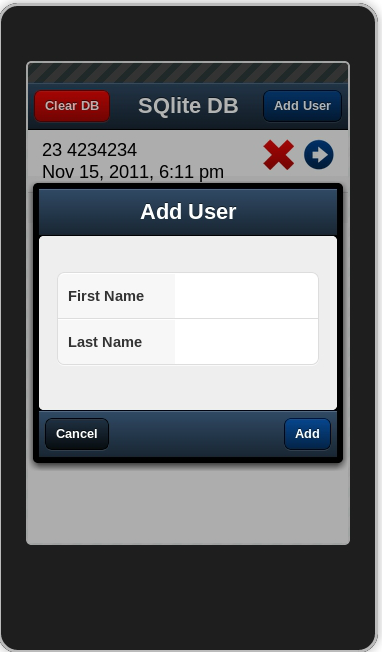 Clear DB SQlite DB Add User
23 4234234
Nov 15, 2011, 6:11 pm
Add User
First Name
Last Name
Cancel Add